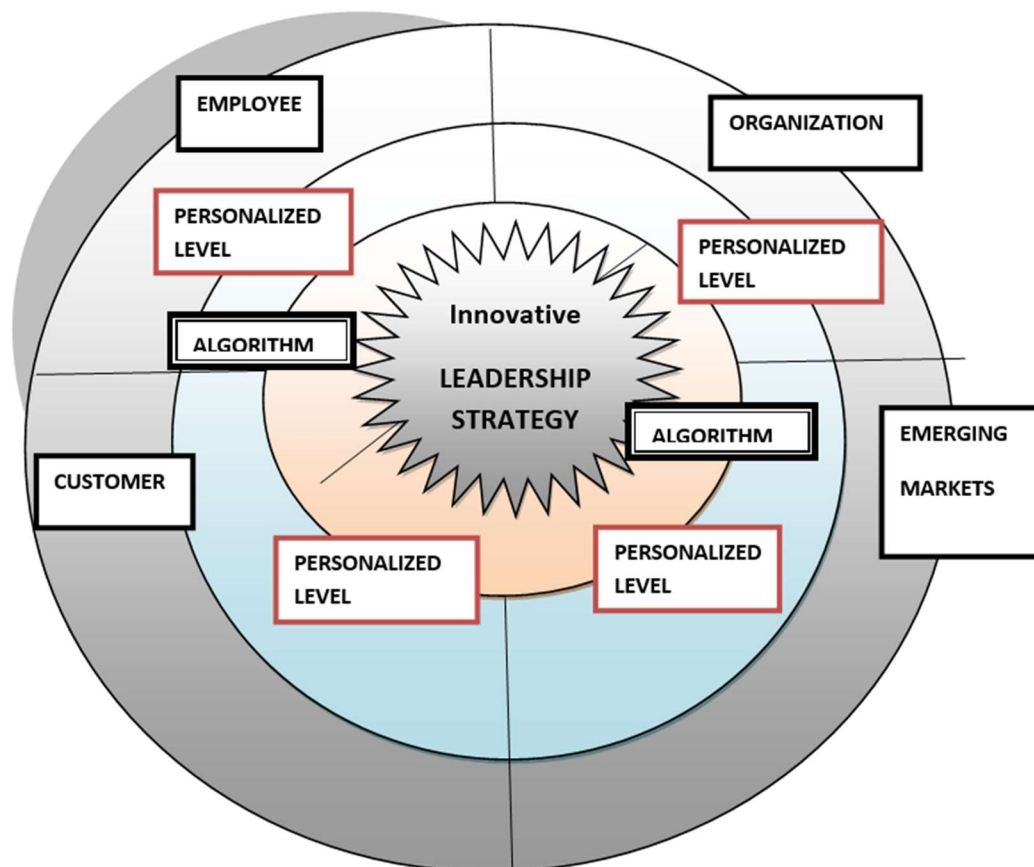 EMPLOYEE
ORGANIZATION
PERSONALIZED
LEVEL
PERSONALIZED
LEVEL
Innovative
LEADERSHIP
STRATEGY
ALGORITHM
ALGORITHM
EMERGING
MARKETS
CUSTOMER
PERSONALIZED
LEVEL
PERSONALIZED
LEVEL